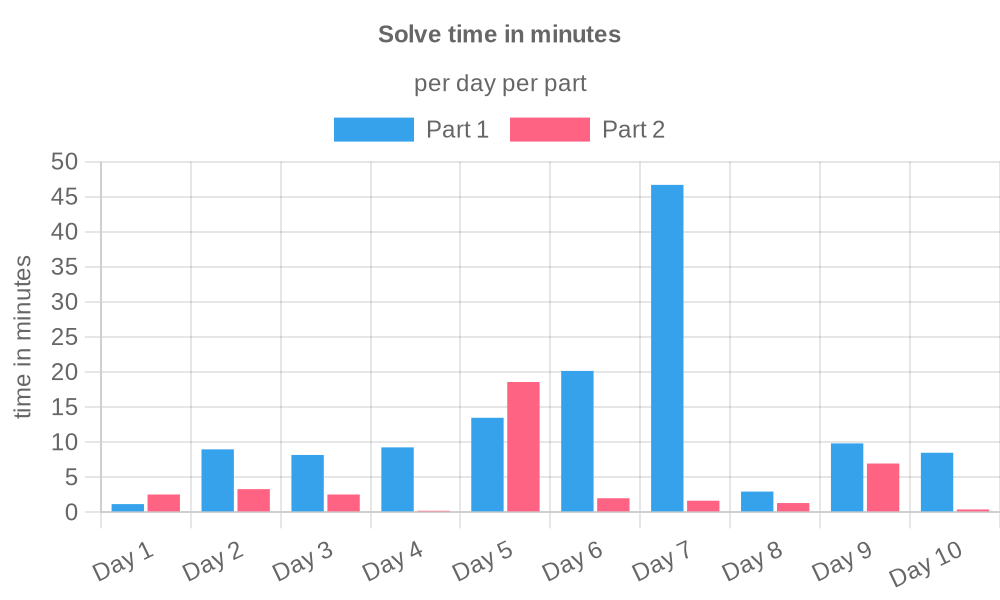 Solve time in minutes
per day per part
Part 1 Part 2
50
45
40
35
30
25
20
15
10
5
0
time in minutes
Day 1 Day 2 Day 3 Day 4 Day 5 Day 6 Day 7 Day 8 Day 9 Day 10